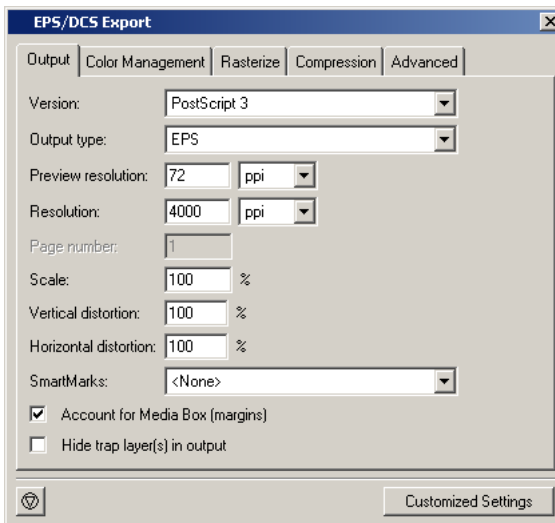 EPS/DCS Export
Output Color Management Rasterize Compression Advanced
Version: PostScript 3
Output type: EPS
Preview resolution: 72 ppi
Resolution: 4000 ppi
Page number: 1
Scale: 100 %
Vertical distortion: 100 %
Horizontal distortion: 100 %
SmartMarks: <None>
Account for Media Box (margins)
Hide trap layer(s) in output
Customized Settings